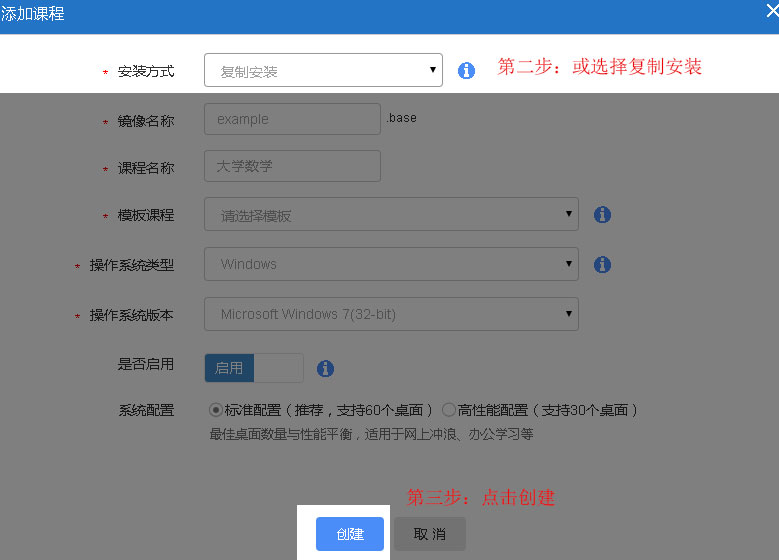 添加课程
* 安装方式 复制安装 第二步：或选择复制安装
* 镜像名称 example .base
* 课程名称 大学数学
* 模板课程 请选择模板
* 操作系统类型 Windows
* 操作系统版本 Microsoft Windows 7(32-bit)
是否启用 启用
系统配置 标准配置（推荐，支持60个桌面） 高性能配置（支持30个桌面）
最佳桌面数量与性能平衡，适用于网上冲浪、办公学习等
第三步：点击创建
创建 取 消